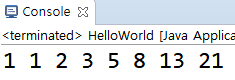 Console
<terminated> HelloWorld [Java Applica
1 1 2 3 5 8 13 21